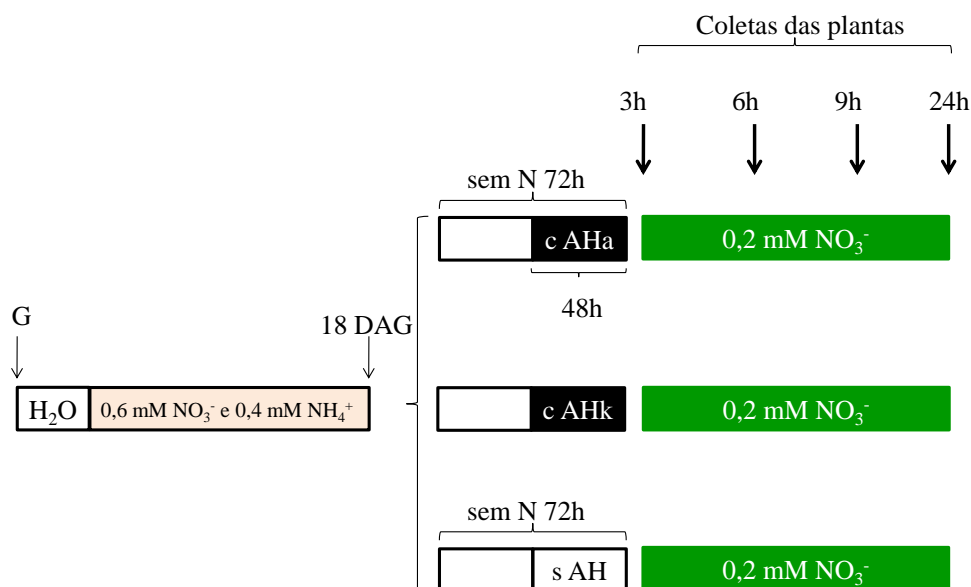 Coletas das plantas
3h 6h 9h 24h
sem N 72h
c AHa 0,2 mM NO₃⁻
48h
G 18 DAG
H₂O 0,6 mM NO₃⁻ e 0,4 mM NH₄⁺ c AHk 0,2 mM NO₃⁻
sem N 72h
s AH 0,2 mM NO₃⁻